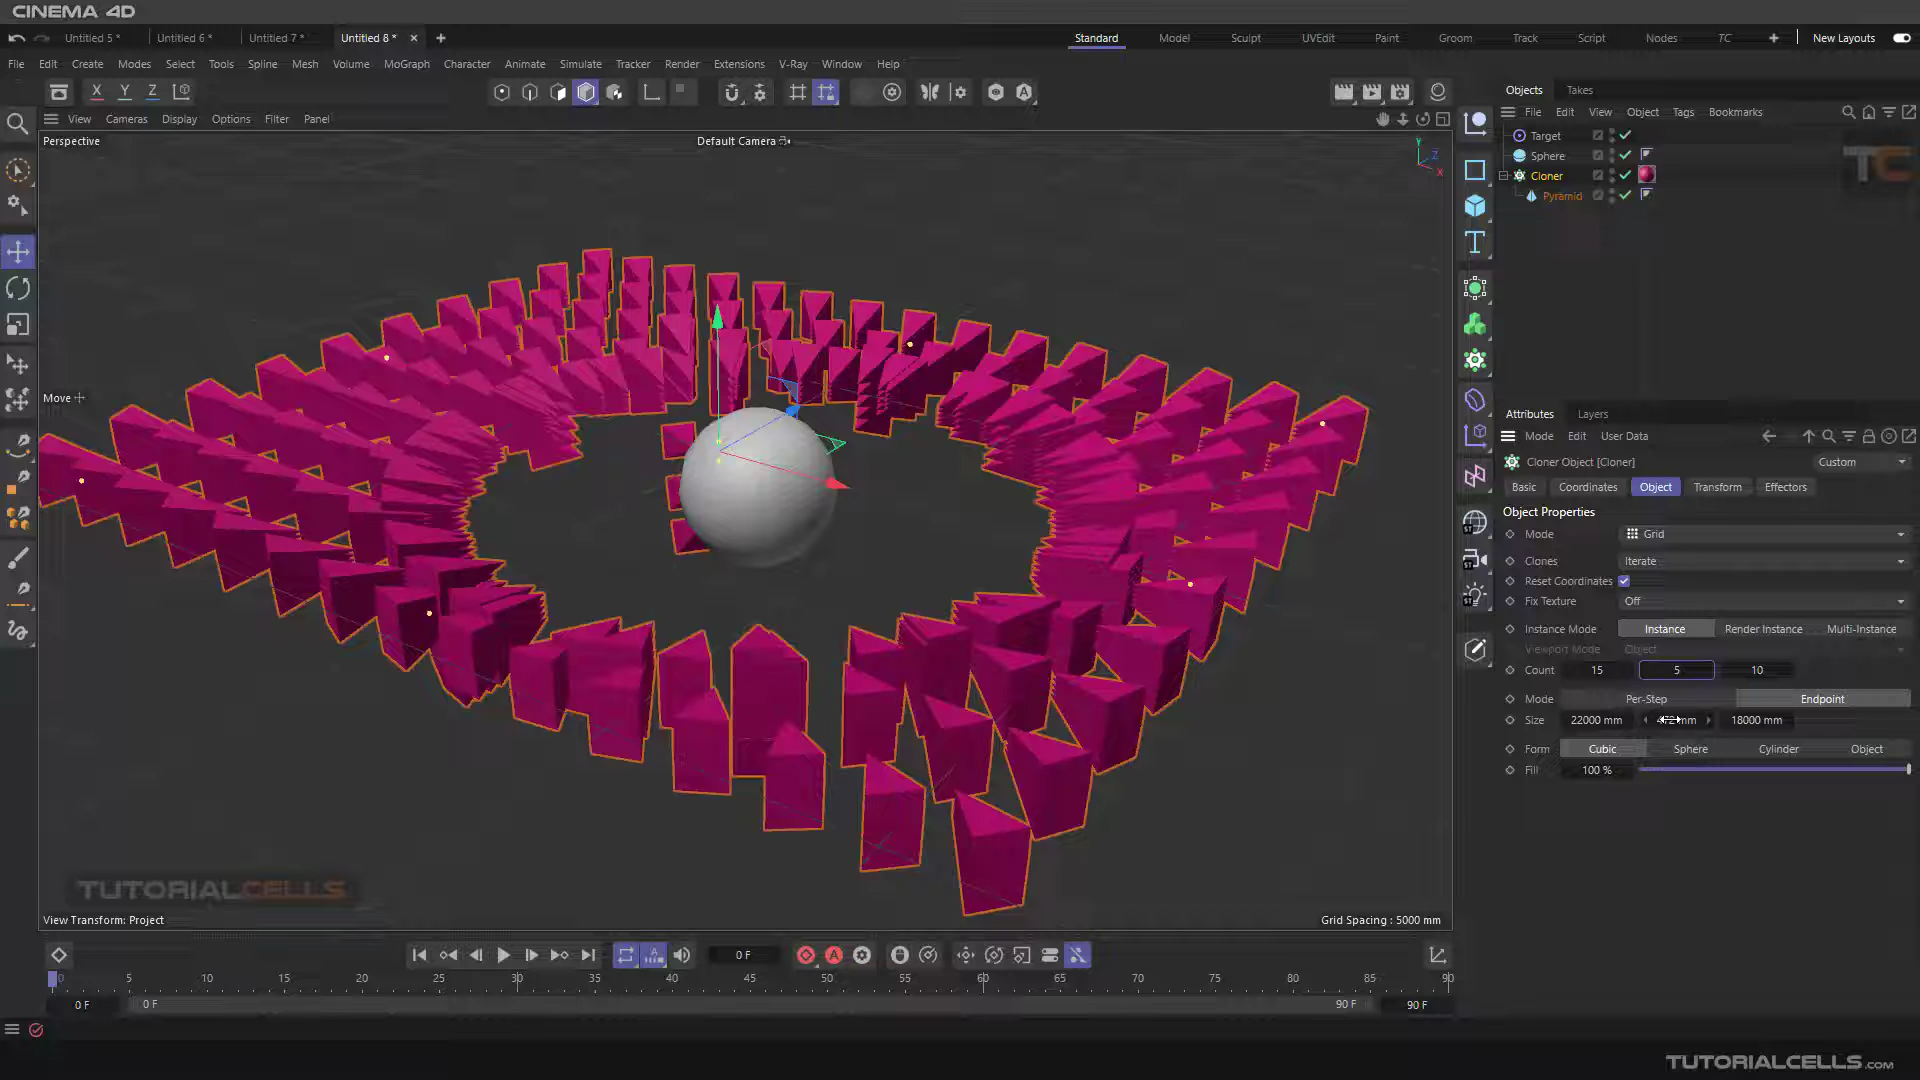 CINEMA 4D
Untitled 5 *
Untitled 6 *
Untitled 7 *
Untitled 8 *
Standard
Model
Sculpt
UVEdit
Paint
Groom
Track
Script
Nodes
TC
New Layouts
File Edit Create Modes Select Tools Spline Mesh Volume MoGraph Character Animate Simulate Tracker Render Extensions V-Ray Window Help
X Y Z
View Cameras Display Options Filter Panel
Perspective
Default Camera
Move
View Transform: Project
Grid Spacing : 5000 mm
TUTORIALCELLS
Objects Takes
File Edit View Object Tags Bookmarks
Target
Sphere
Cloner
Pyramid
TC
Attributes Layers
Mode Edit User Data
Cloner Object [Cloner]
Custom
Basic Coordinates Object Transform Effectors
Object Properties
Mode Grid
Clones Iterate
Reset Coordinates
Fix Texture Off
Instance Mode Instance Render Instance Multi-Instance
Viewport Mode Object
Count 15 5 10
Mode Per-Step Endpoint
Size 22000 mm mm 18000 mm
Form Cubic Sphere Cylinder Object
Fill 100 %
0 F
0 5 10 15 20 25 30 35 40 45 50 55 60 65 70 75 80 85 90
0 F 0 F 90 F 90 F
TUTORIALCELLS.COM